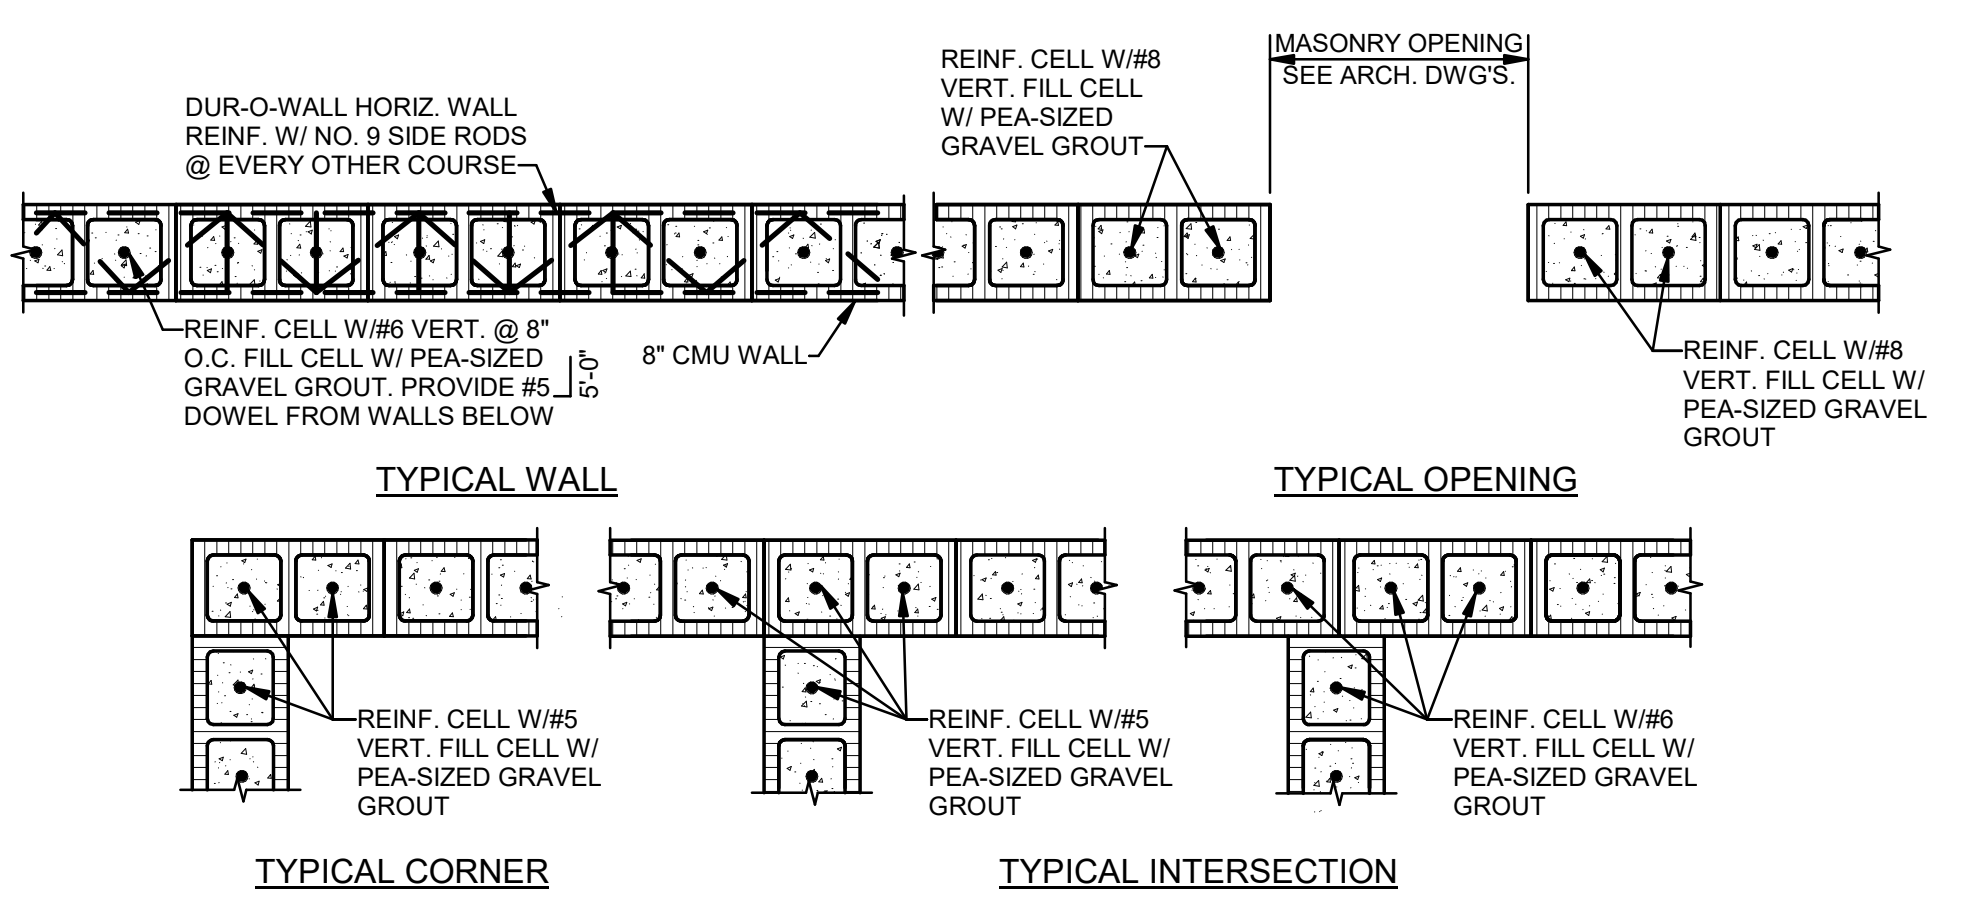 DUR-O-WALL HORIZ. WALL
REINF. W/ NO. 9 SIDE RODS
@ EVERY OTHER COURSE
REINF. CELL W/#6 VERT. @ 8"
O.C. FILL CELL W/ PEA-SIZED
GRAVEL GROUT. PROVIDE #5
DOWEL FROM WALLS BELOW
5'-0"
8" CMU WALL
TYPICAL WALL
REINF. CELL W/#8
VERT. FILL CELL
W/ PEA-SIZED
GRAVEL GROUT
MASONRY OPENING
SEE ARCH. DWG'S.
REINF. CELL W/#8
VERT. FILL CELL W/
PEA-SIZED GRAVEL
GROUT
TYPICAL OPENING
REINF. CELL W/#5
VERT. FILL CELL W/
PEA-SIZED GRAVEL
GROUT
TYPICAL CORNER
REINF. CELL W/#5
VERT. FILL CELL W/
PEA-SIZED GRAVEL
GROUT
REINF. CELL W/#6
VERT. FILL CELL W/
PEA-SIZED GRAVEL
GROUT
TYPICAL INTERSECTION